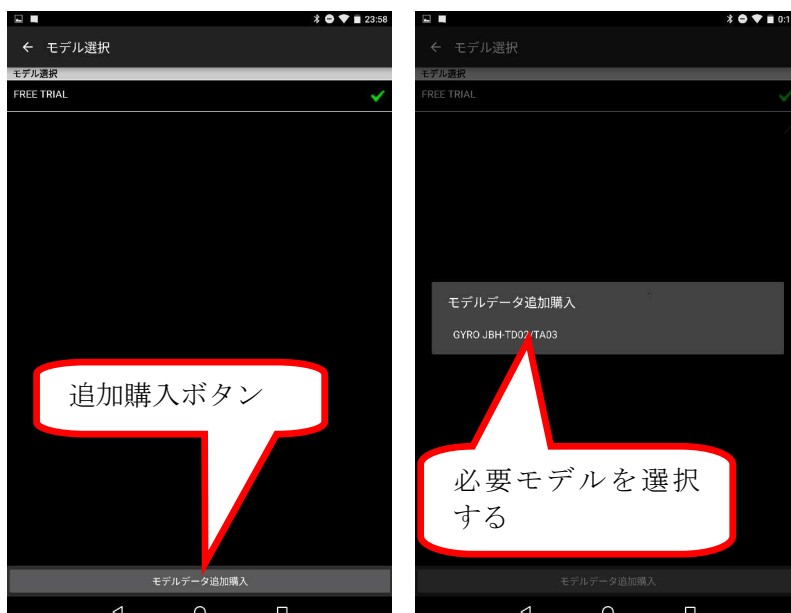 23:58
← モデル選択
モデル選択
FREE TRIAL
追加購入ボタン
モデルデータ追加購入
0:1
← モデル選択
モデル選択
FREE TRIAL
モデルデータ追加購入
GYRO JBH-TD02/TA03
必要モデルを選択
する
モデルデータ追加購入